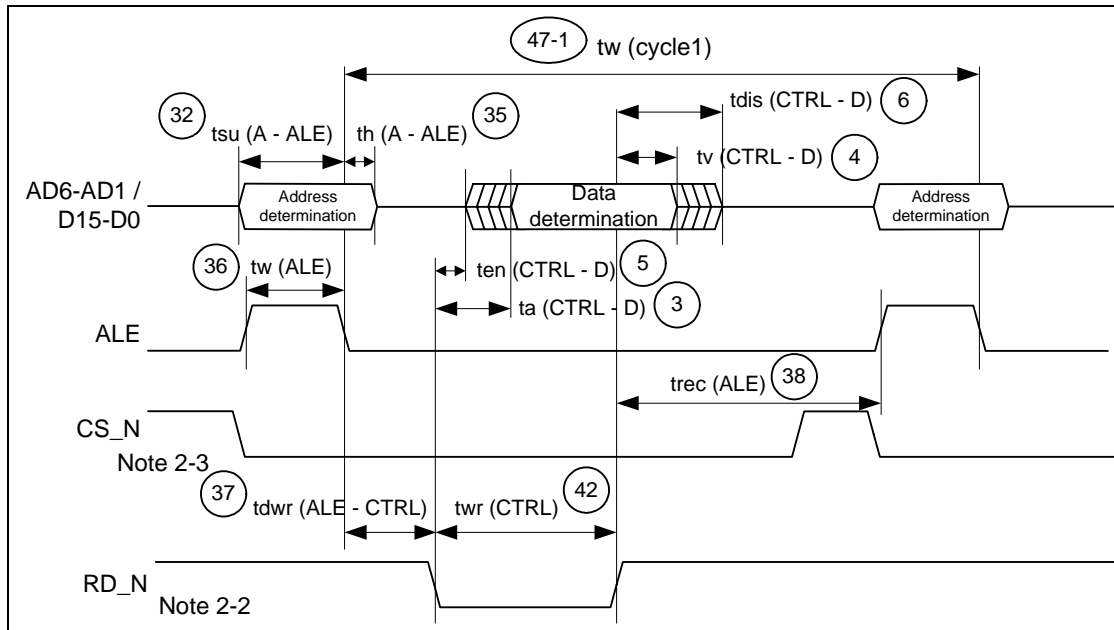 47-1 tw (cycle1)
tdis (CTRL - D) 6
32 35
tsu (A - ALE) th (A - ALE)
tv (CTRL - D) 4
AD6-AD1 /
D15-D0
Address
determination
Data
determination
Address
determination
36 tw (ALE)
ten (CTRL - D) 5
ta (CTRL - D) 3
ALE
trec (ALE) 38
CS_N
Note 2-3
37 tdwr (ALE - CTRL)
twr (CTRL) 42
RD_N
Note 2-2